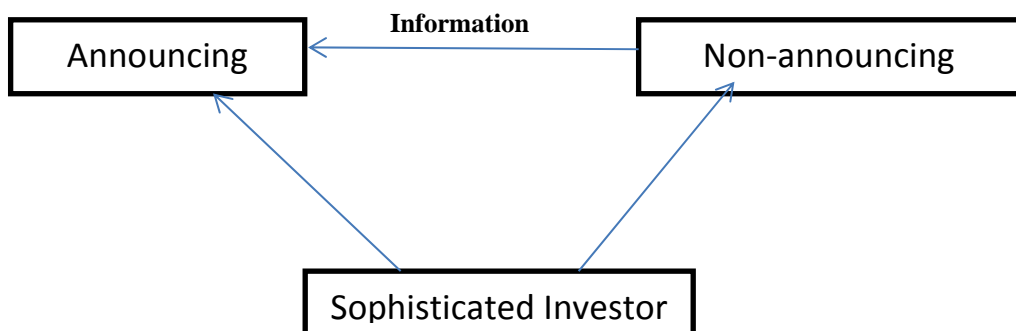 Information
Announcing
Non-announcing
Sophisticated Investor